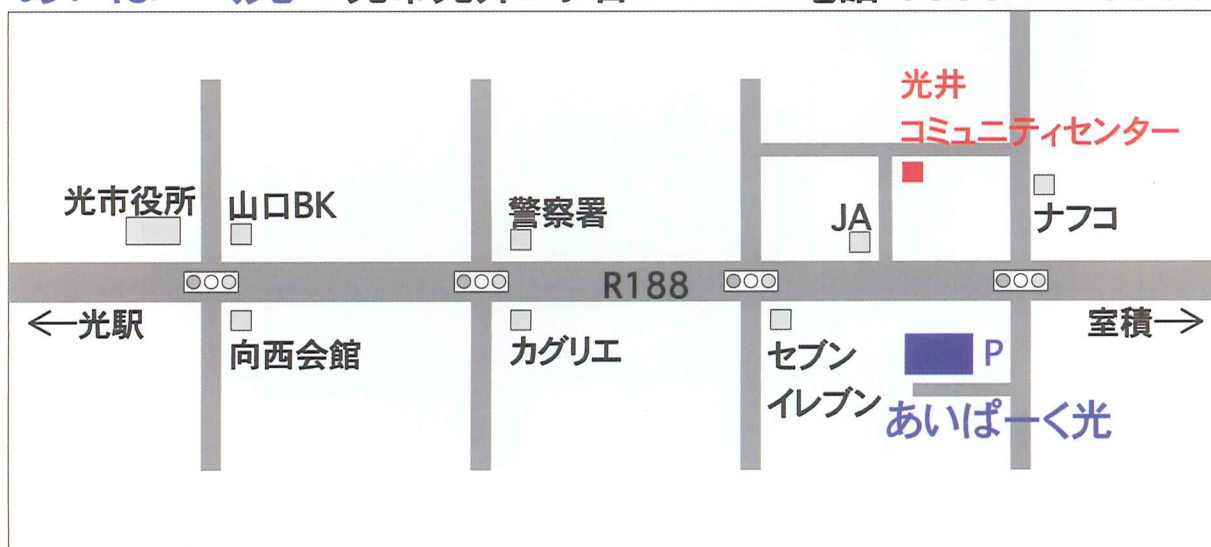 光井
コミュニティセンター
光市役所
山口BK
警察署
JA
ナフコ
R188
←光駅
室積→
向西会館
カグリエ
セブン
イレブン
P
あいぱーく光